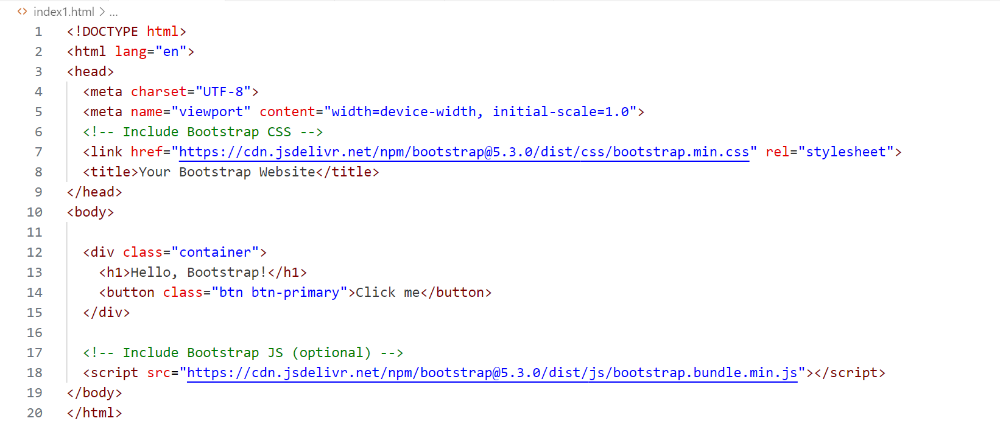 index1.html > ...
1 <!DOCTYPE html>
2 <html lang="en">
3 <head>
4   <meta charset="UTF-8">
5   <meta name="viewport" content="width=device-width, initial-scale=1.0">
6   <!-- Include Bootstrap CSS -->
7   <link href="https://cdn.jsdelivr.net/npm/bootstrap@5.3.0/dist/css/bootstrap.min.css" rel="stylesheet">
8   <title>Your Bootstrap Website</title>
9 </head>
10 <body>
11
12   <div class="container">
13     <h1>Hello, Bootstrap!</h1>
14     <button class="btn btn-primary">Click me</button>
15   </div>
16
17   <!-- Include Bootstrap JS (optional) -->
18   <script src="https://cdn.jsdelivr.net/npm/bootstrap@5.3.0/dist/js/bootstrap.bundle.min.js"></script>
19 </body>
20 </html>